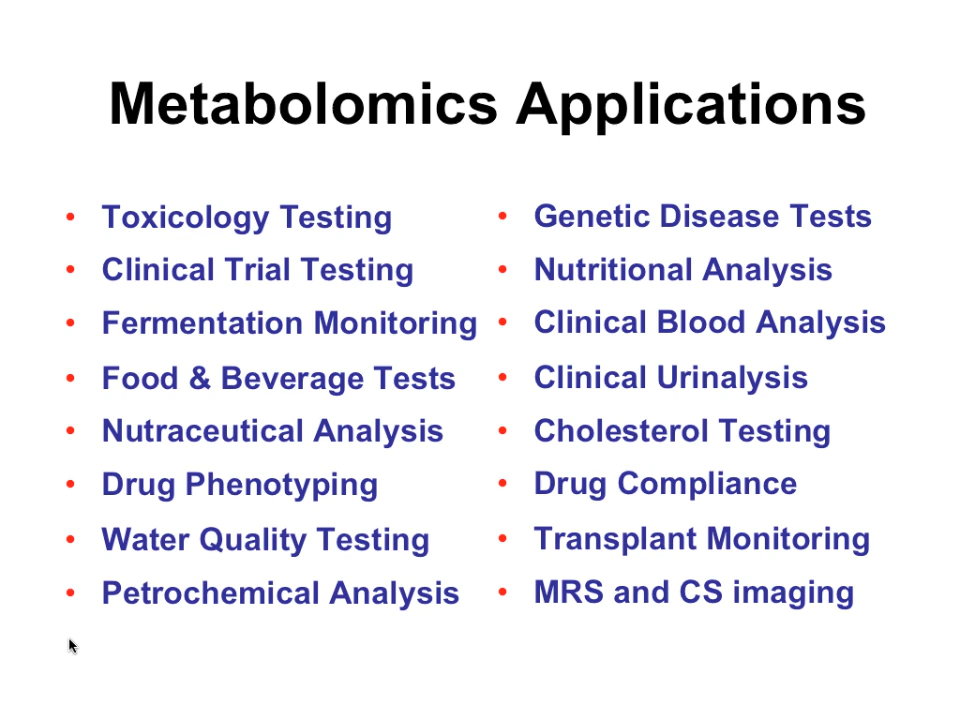 Metabolomics Applications
• Toxicology Testing
• Clinical Trial Testing
• Fermentation Monitoring
• Food & Beverage Tests
• Nutraceutical Analysis
• Drug Phenotyping
• Water Quality Testing
• Petrochemical Analysis
• Genetic Disease Tests
• Nutritional Analysis
• Clinical Blood Analysis
• Clinical Urinalysis
• Cholesterol Testing
• Drug Compliance
• Transplant Monitoring
• MRS and CS imaging